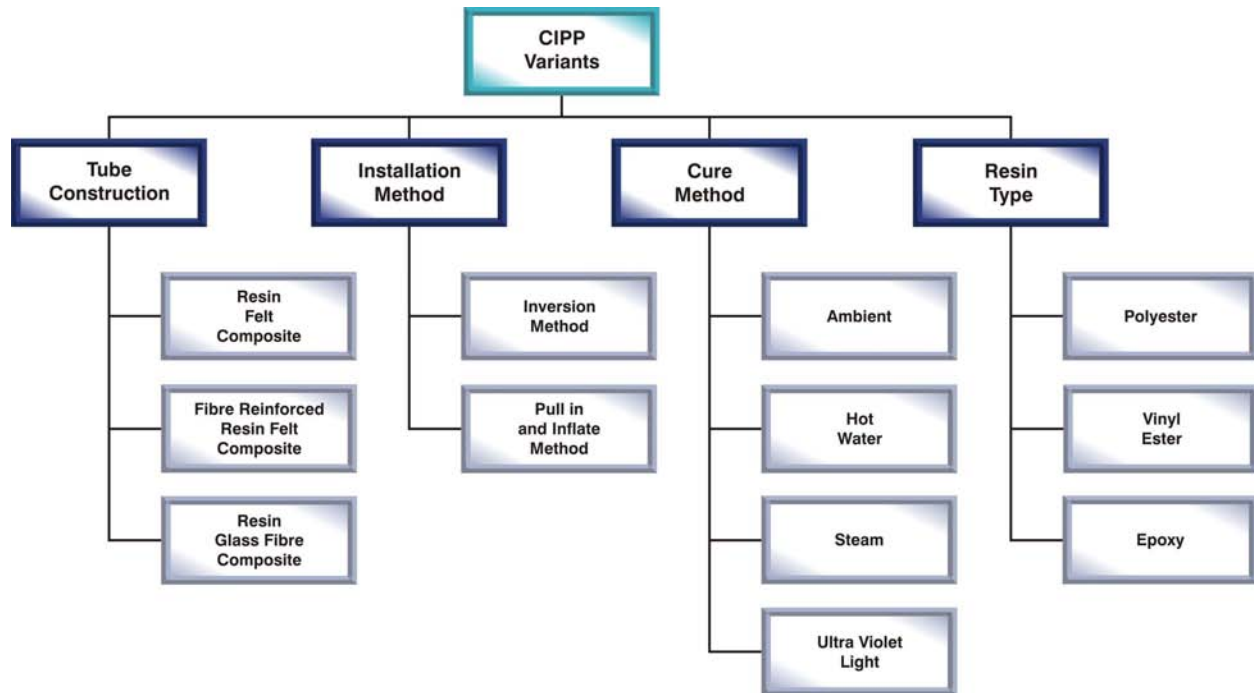 CIPP
Variants
Tube
Construction
Installation
Method
Cure
Method
Resin
Type
Resin
Felt
Composite
Fibre Reinforced
Resin Felt
Composite
Resin
Glass Fibre
Composite
Inversion
Method
Pull in
and Inflate
Method
Ambient
Hot
Water
Steam
Ultra Violet
Light
Polyester
Vinyl
Ester
Epoxy